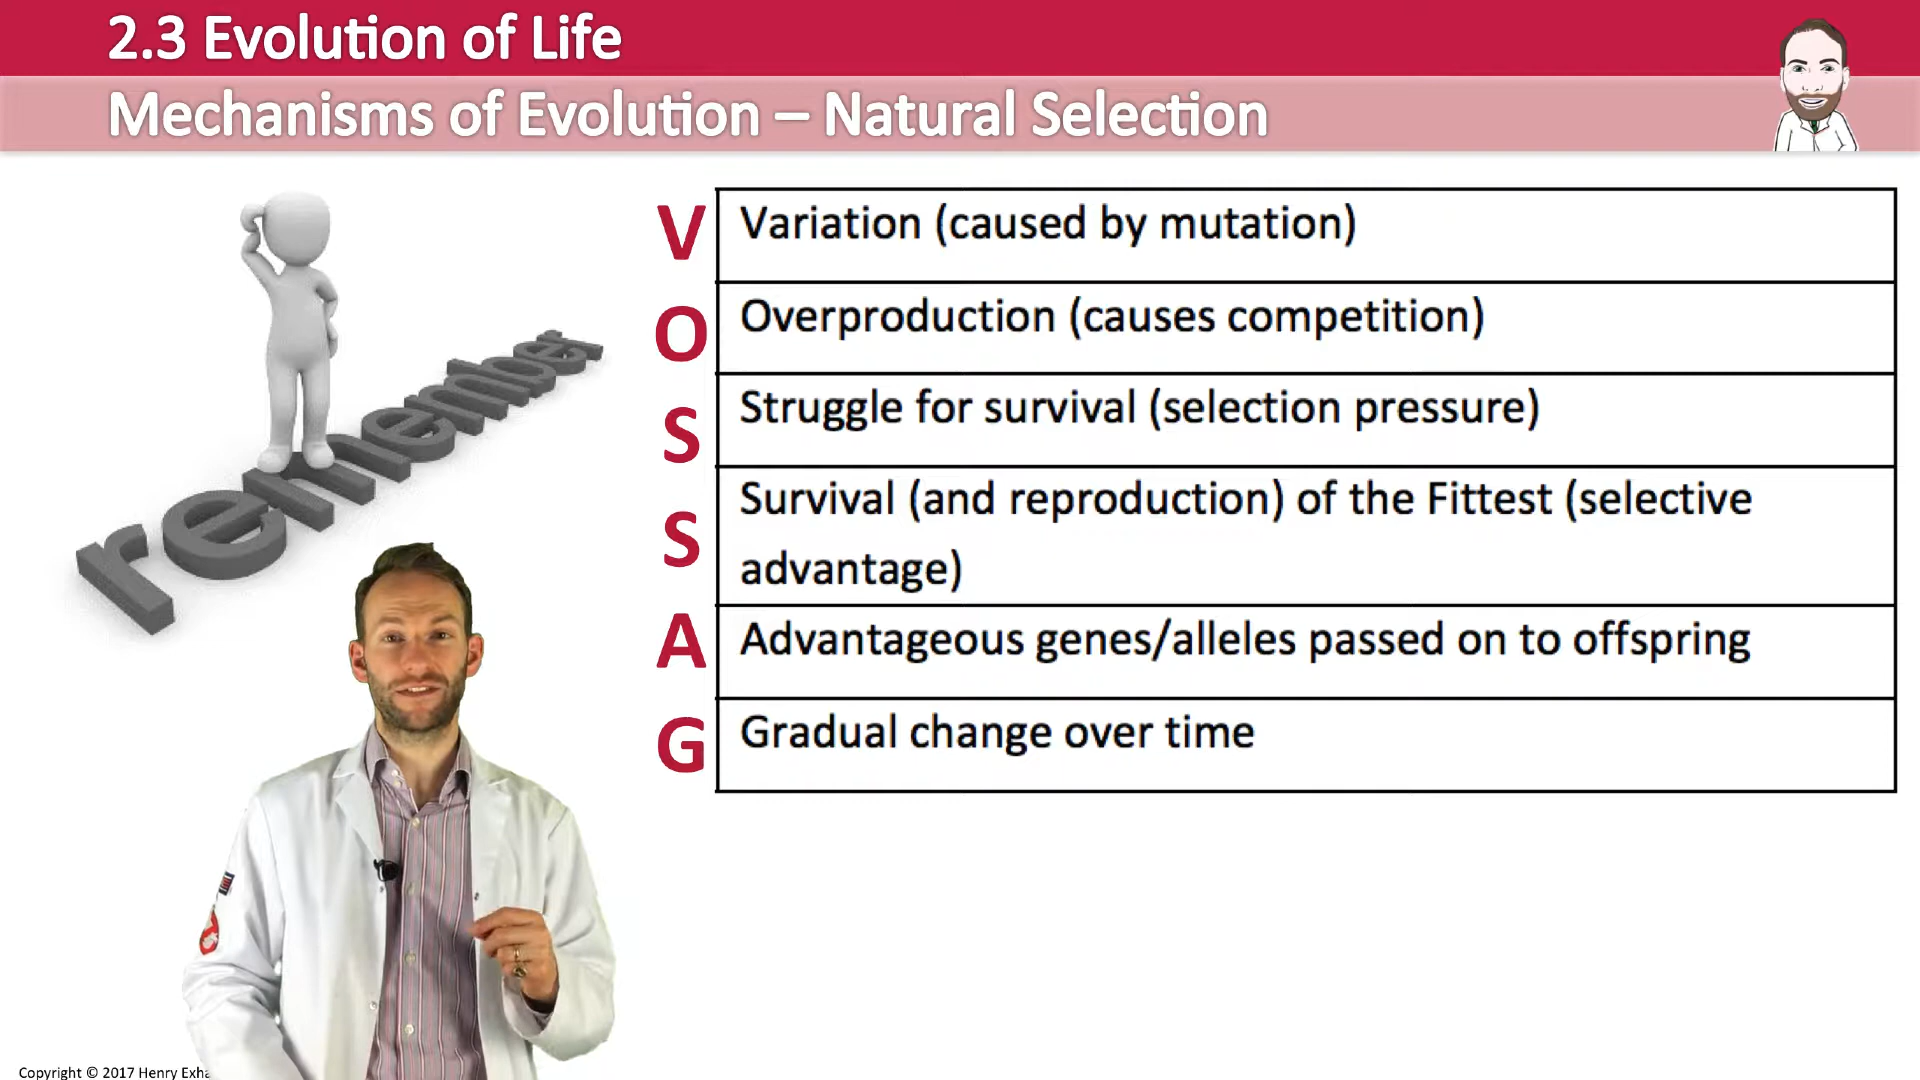 2.3 Evolution of Life
Mechanisms of Evolution – Natural Selection
remember
V Variation (caused by mutation)
O Overproduction (causes competition)
S Struggle for survival (selection pressure)
S Survival (and reproduction) of the Fittest (selective
advantage)
A Advantageous genes/alleles passed on to offspring
G Gradual change over time
Copyright © 2017 Henry